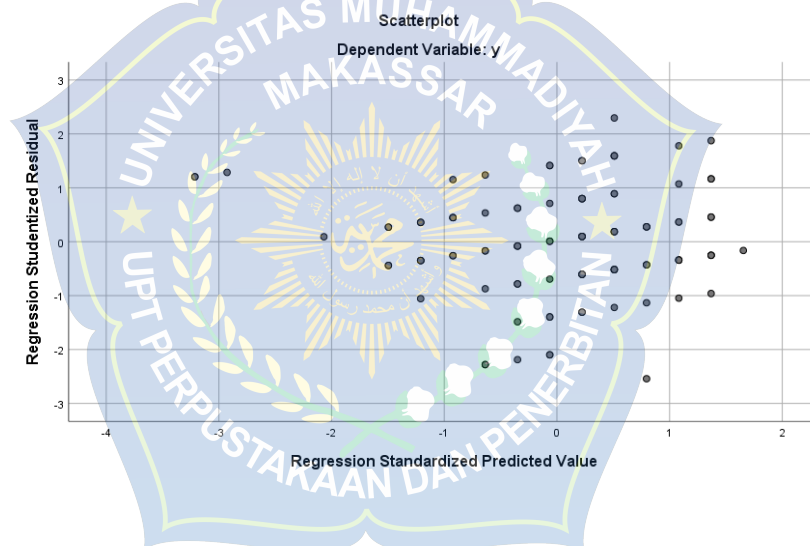 Scatterplot
Dependent Variable: y
UNIVERSITAS MUHAMMADIYAH
MAKASSAR
UPT PERPUSTAKAAN DAN PENERBITAN
Regression Studentized Residual
3
2
1
0
-1
-2
-3
-4
-3
-2
-1
0
1
2
Regression Standardized Predicted Value